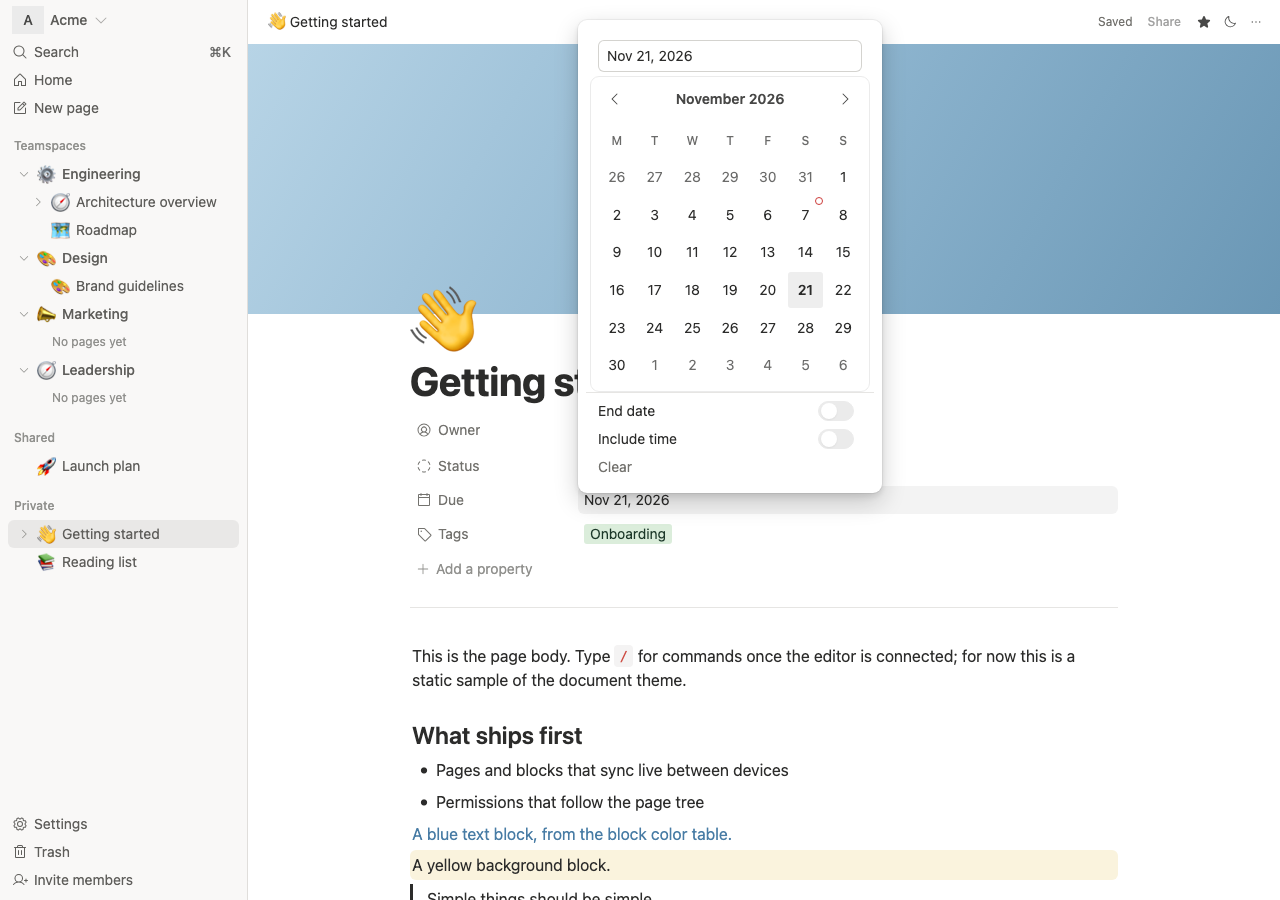 A Acme
Search ⌘K
Home
New page
Teamspaces
Engineering
Architecture overview
Roadmap
Design
Brand guidelines
Marketing
No pages yet
Leadership
No pages yet
Shared
Launch plan
Private
Getting started
Reading list
Settings
Trash
Invite members
Getting started
Saved Share ...
Nov 21, 2026
November 2026
M T W T F S S
26 27 28 29 30 31 1
2 3 4 5 6 7 8
9 10 11 12 13 14 15
16 17 18 19 20 21 22
23 24 25 26 27 28 29
30 1 2 3 4 5 6
End date
Include time
Clear
Getting
Owner
Status
Due Nov 21, 2026
Tags Onboarding
Add a property
This is the page body. Type / for commands once the editor is connected; for now this is a
static sample of the document theme.
What ships first
• Pages and blocks that sync live between devices
• Permissions that follow the page tree
A blue text block, from the block color table.
A yellow background block.
Simple things should be simple